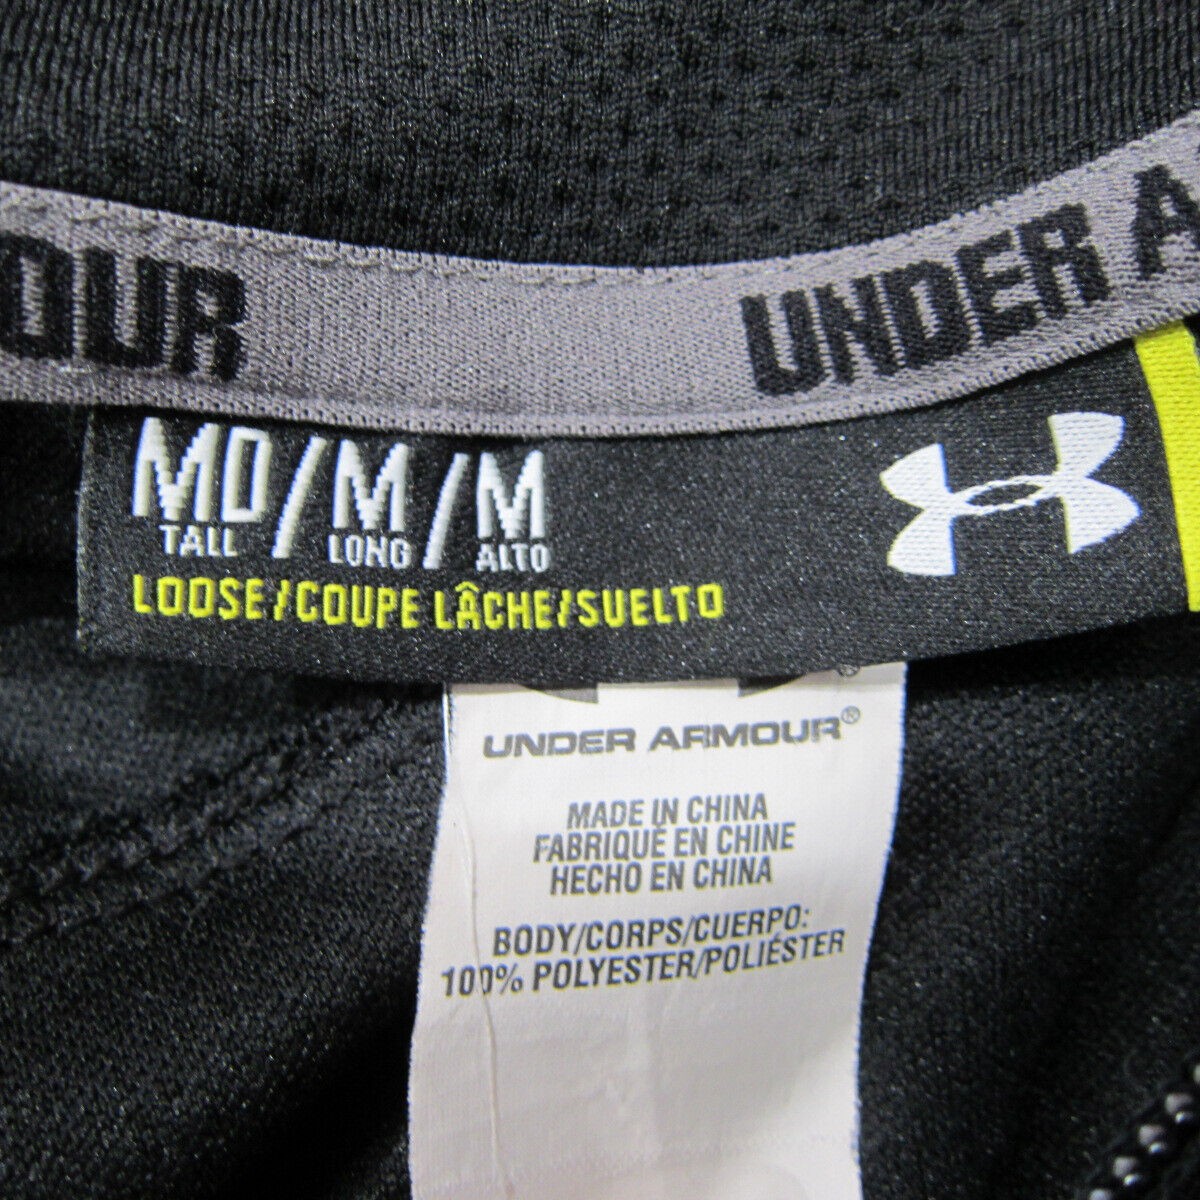 OUR UNDER A
MD/M/M
TALL LONG ALTO
LOOSE/COUPE LÂCHE/SUELTO
®
UNDER ARMOUR®
MADE IN CHINA
FABRIQUÉ EN CHINE
HECHO EN CHINA
BODY/CORPS/CUERPO:
100% POLYESTER/POLIÉSTER